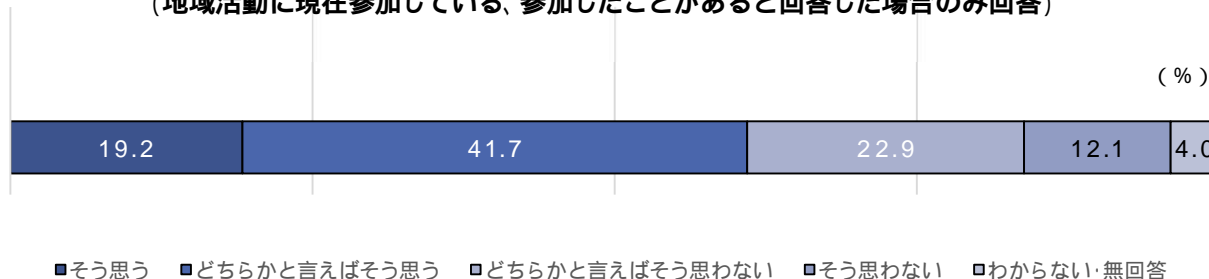 (地域活動に現在参加している、参加したことがあると回答した場合のみ回答)
(%)
19.2 41.7 22.9 12.1 4.0
■そう思う ■どちらかと言えばそう思う ■どちらかと言えばそう思わない ■そう思わない ■わからない・無回答